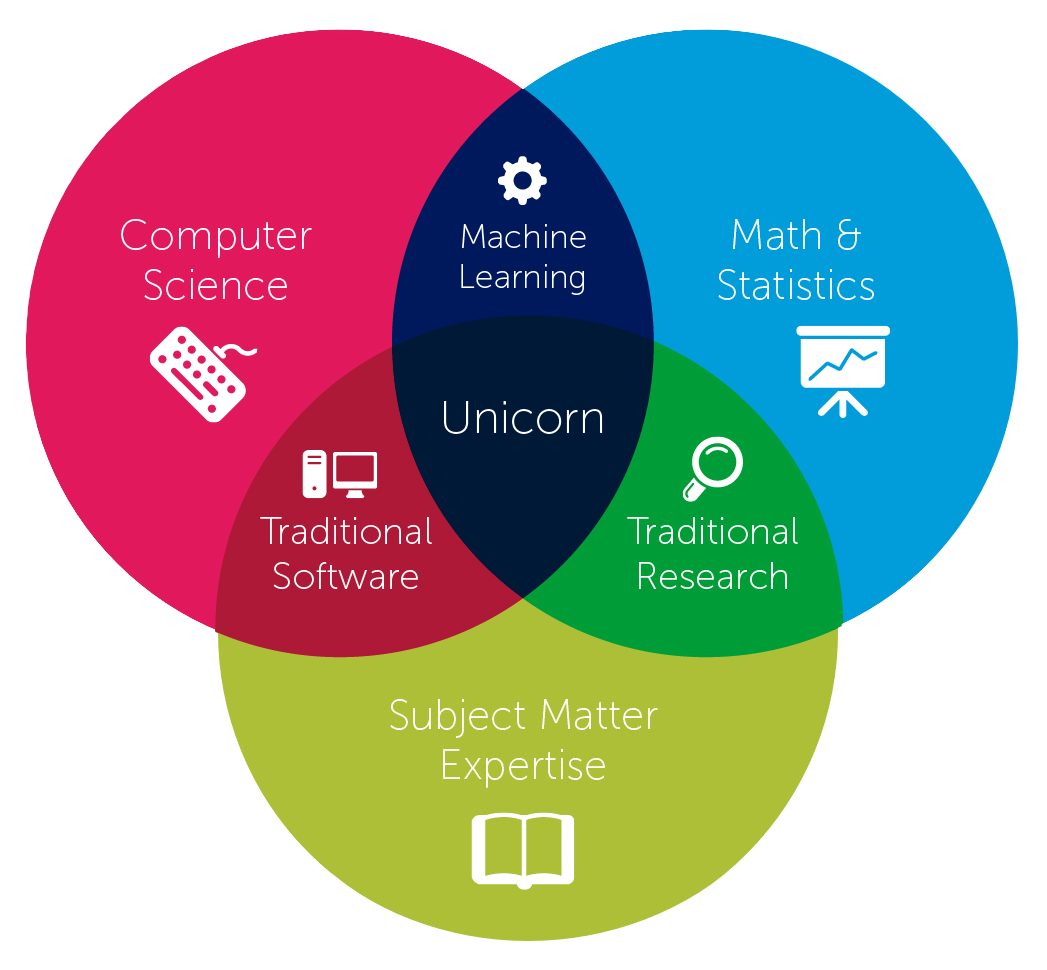 Computer
Science
Machine
Learning
Math &
Statistics
Unicorn
Traditional
Software
Traditional
Research
Subject Matter
Expertise